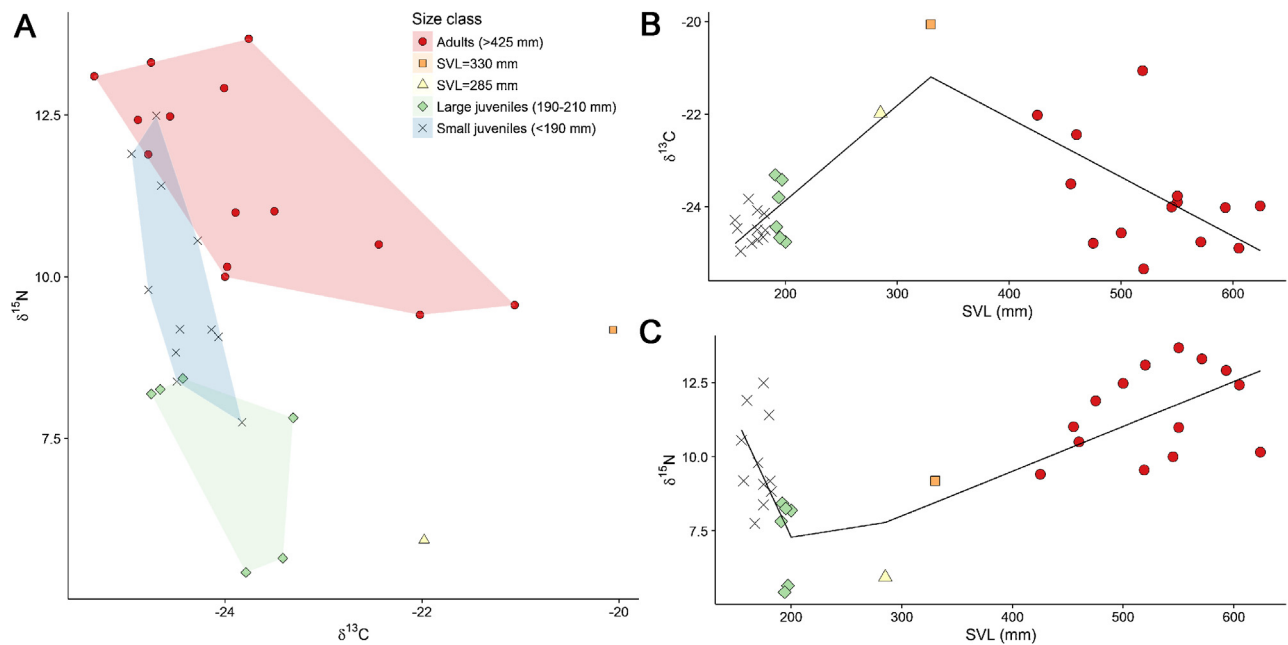 A
Size class
Adults (>425 mm)
SVL=330 mm
SVL=285 mm
Large juveniles (190-210 mm)
Small juveniles (<190 mm)
12.5
10.0
7.5
δ15N
-24
-22
-20
δ13C
B
-20
-22
-24
δ13C
200
300
400
500
600
SVL (mm)
C
12.5
10.0
7.5
δ15N
200
300
400
500
600
SVL (mm)